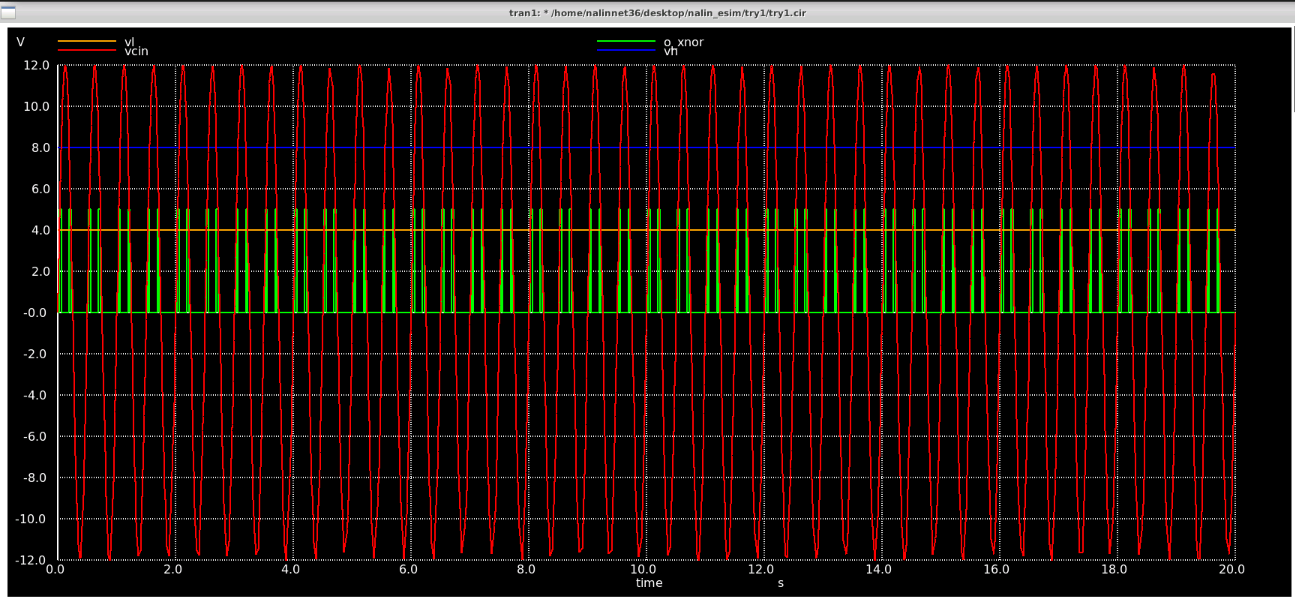 tran1: * /home/nalinnet36/desktop/nalin_esim/try1/try1.cir
V
vl
o_xnor
vcin
vh
12.0
10.0
8.0
6.0
4.0
2.0
-0.0
-2.0
-4.0
-6.0
-8.0
-10.0
-12.0
0.0 2.0 4.0 6.0 8.0 10.0 12.0 14.0 16.0 18.0 20.0
time s